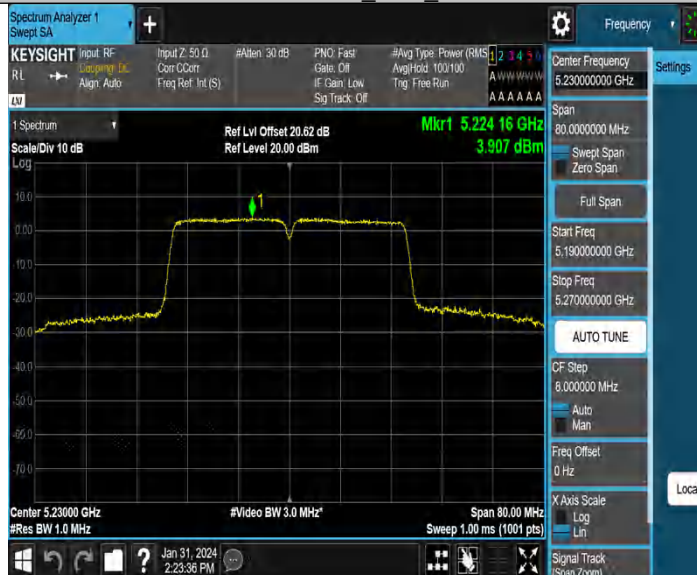 Spectrum Analyzer 1
Swept SA
Frequency
KEYSIGHT
RL
LXI
Input: RF
Coupling: DC
Align: Auto
Input Z: 50 Ω
Corr CCorr
Freq Ref: Int (S)
#Atten: 30 dB
PNO: Fast
Gate: Off
IF Gain: Low
Sig Track: Off
#Avg Type: Power (RMS
Avg|Hold: 100/100
Trig: Free Run
1 2 3 4 5 6
A W W W W W
A A A A A A
Settings
1 Spectrum
Scale/Div 10 dB
Log
Ref Lvl Offset 20.62 dB
Ref Level 20.00 dBm
Mkr1 5.224 16 GHz
3.907 dBm
1
10.0
0.00
-10.0
-20.0
-30.0
-40.0
-50.0
-60.0
-70.0
Center 5.23000 GHz
#Res BW 1.0 MHz
#Video BW 3.0 MHz*
Span 80.00 MHz
Sweep 1.00 ms (1001 pts)
Center Frequency
5.230000000 GHz
Span
80.0000000 MHz
Swept Span
Zero Span
Full Span
Start Freq
5.190000000 GHz
Stop Freq
5.270000000 GHz
AUTO TUNE
CF Step
8.000000 MHz
Auto
Man
Freq Offset
0 Hz
X Axis Scale
Log
Lin
Signal Track
(Span Zoom)
Loca
?
Jan 31, 2024
2:23:36 PM